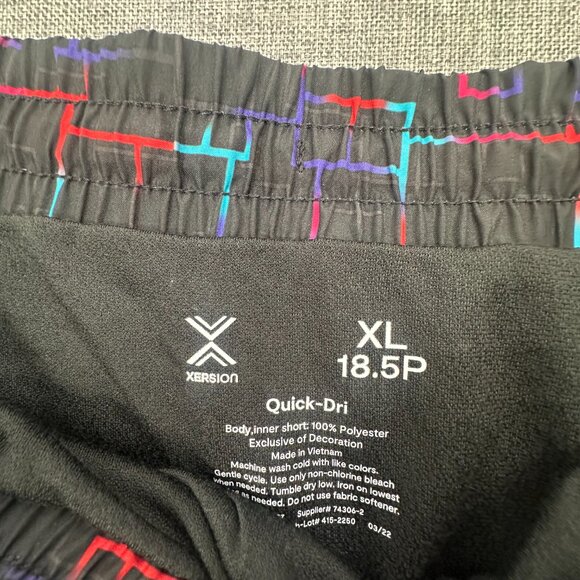 XERSION
XL
18.5P
Quick-Dri
Body,inner short: 100% Polyester
Exclusive of Decoration
Made in Vietnam
Machine wash cold with like colors.
Gentle cycle. Use only non-chlorine bleach
when needed. Tumble dry low. Iron on lowest
as needed. Do not use fabric softener.
Supplier# 74306-2
-Lot# 415-2250 03/22